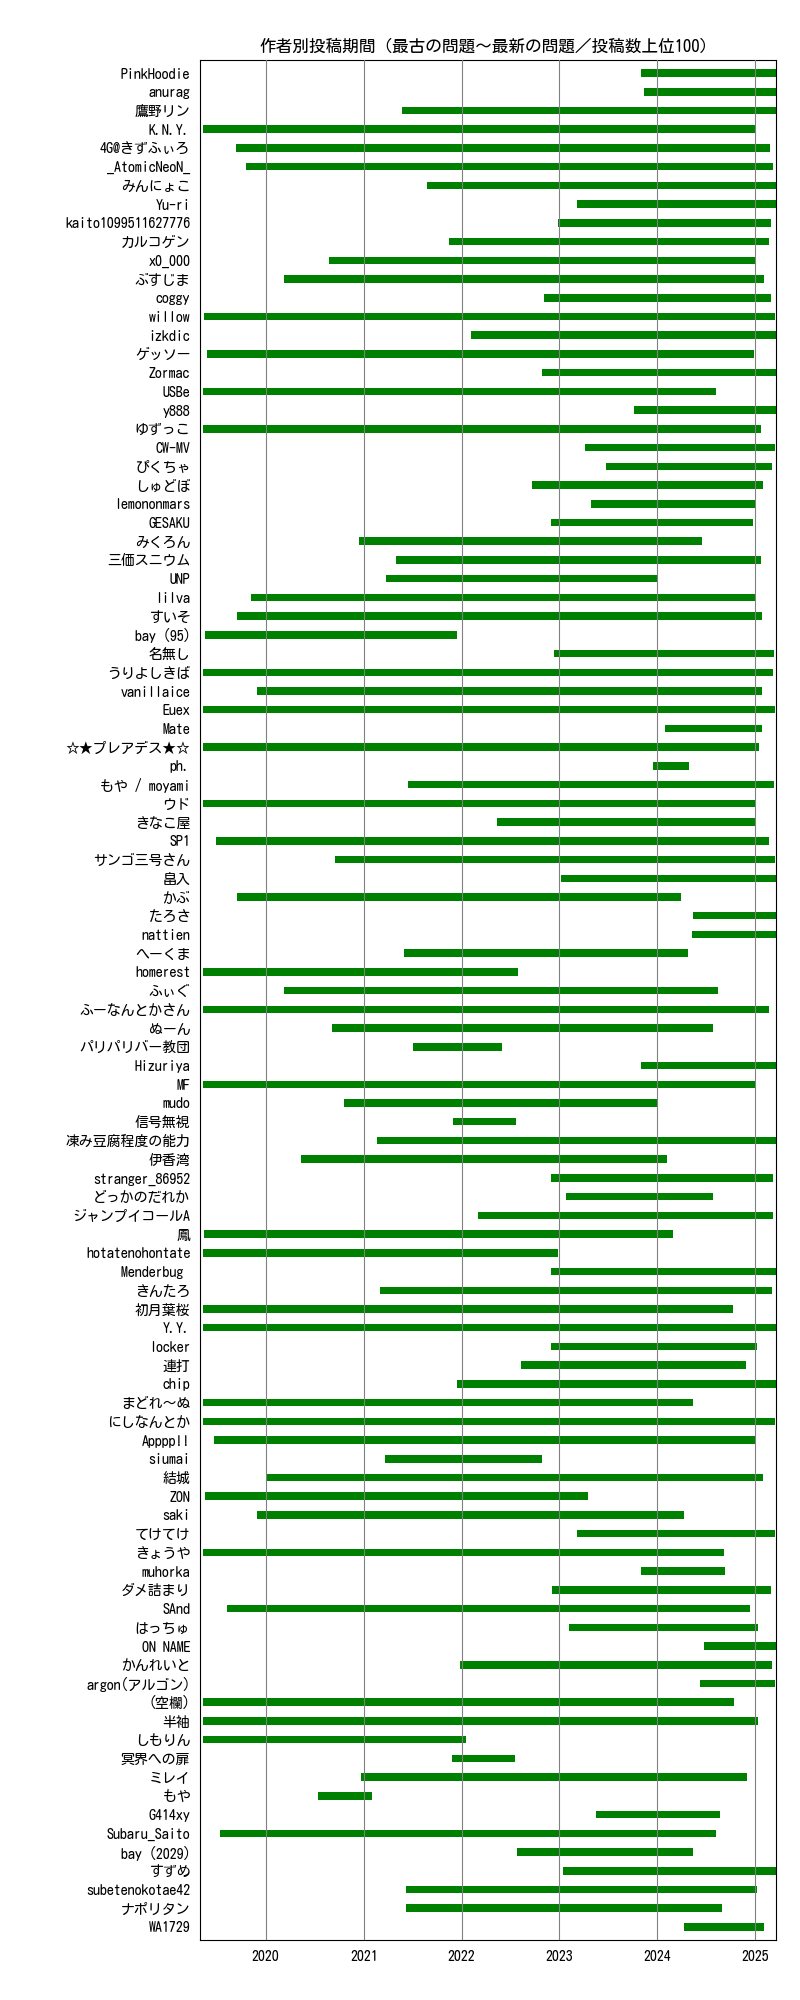 作者別投稿期間（最古の問題～最新の問題／投稿数上位100）
PinkHoodie
anurag
鷹野リン
K.N.Y.
4G@きずふぃろ
_AtomicNeoN_
みんにょこ
Yu-ri
kaito1099511627776
カルコゲン
x0_000
ぶすじま
coggy
willow
izkdic
ゲッソー
Zormac
USBe
y888
ゆずっこ
CW-MV
ぴくちゃ
しゅどぼ
lemononmars
GESAKU
みくろん
三価スニウム
UNP
lilva
すいそ
bay (95)
名無し
うりよしきば
vanillaice
Euex
Mate
☆★プレアデス★☆
ph.
もや / moyami
ウド
きなこ屋
SP1
サンゴ三号さん
畠入
かぶ
たろさ
nattien
へーくま
homerest
ふぃぐ
ふーなんとかさん
ぬーん
パリパリバー教団
Hizuriya
MF
mudo
信号無視
凍み豆腐程度の能力
伊香湾
stranger_86952
どっかのだれか
ジャンプイコールA
鳳
hotatenohontate
Menderbug
きんたろ
初月葉桜
Y.Y.
locker
連打
chip
まどれ～ぬ
にしなんとか
Appppll
siumai
結城
ZON
saki
てけてけ
きょうや
muhorka
ダメ詰まり
SAnd
はっちゅ
ON NAME
かんれいと
argon(アルゴン)
(空欄)
半袖
しもりん
冥界への扉
ミレイ
もや
G414xy
Subaru_Saito
bay (2029)
すずめ
subetenokotae42
ナポリタン
WA1729
2020 2021 2022 2023 2024 2025